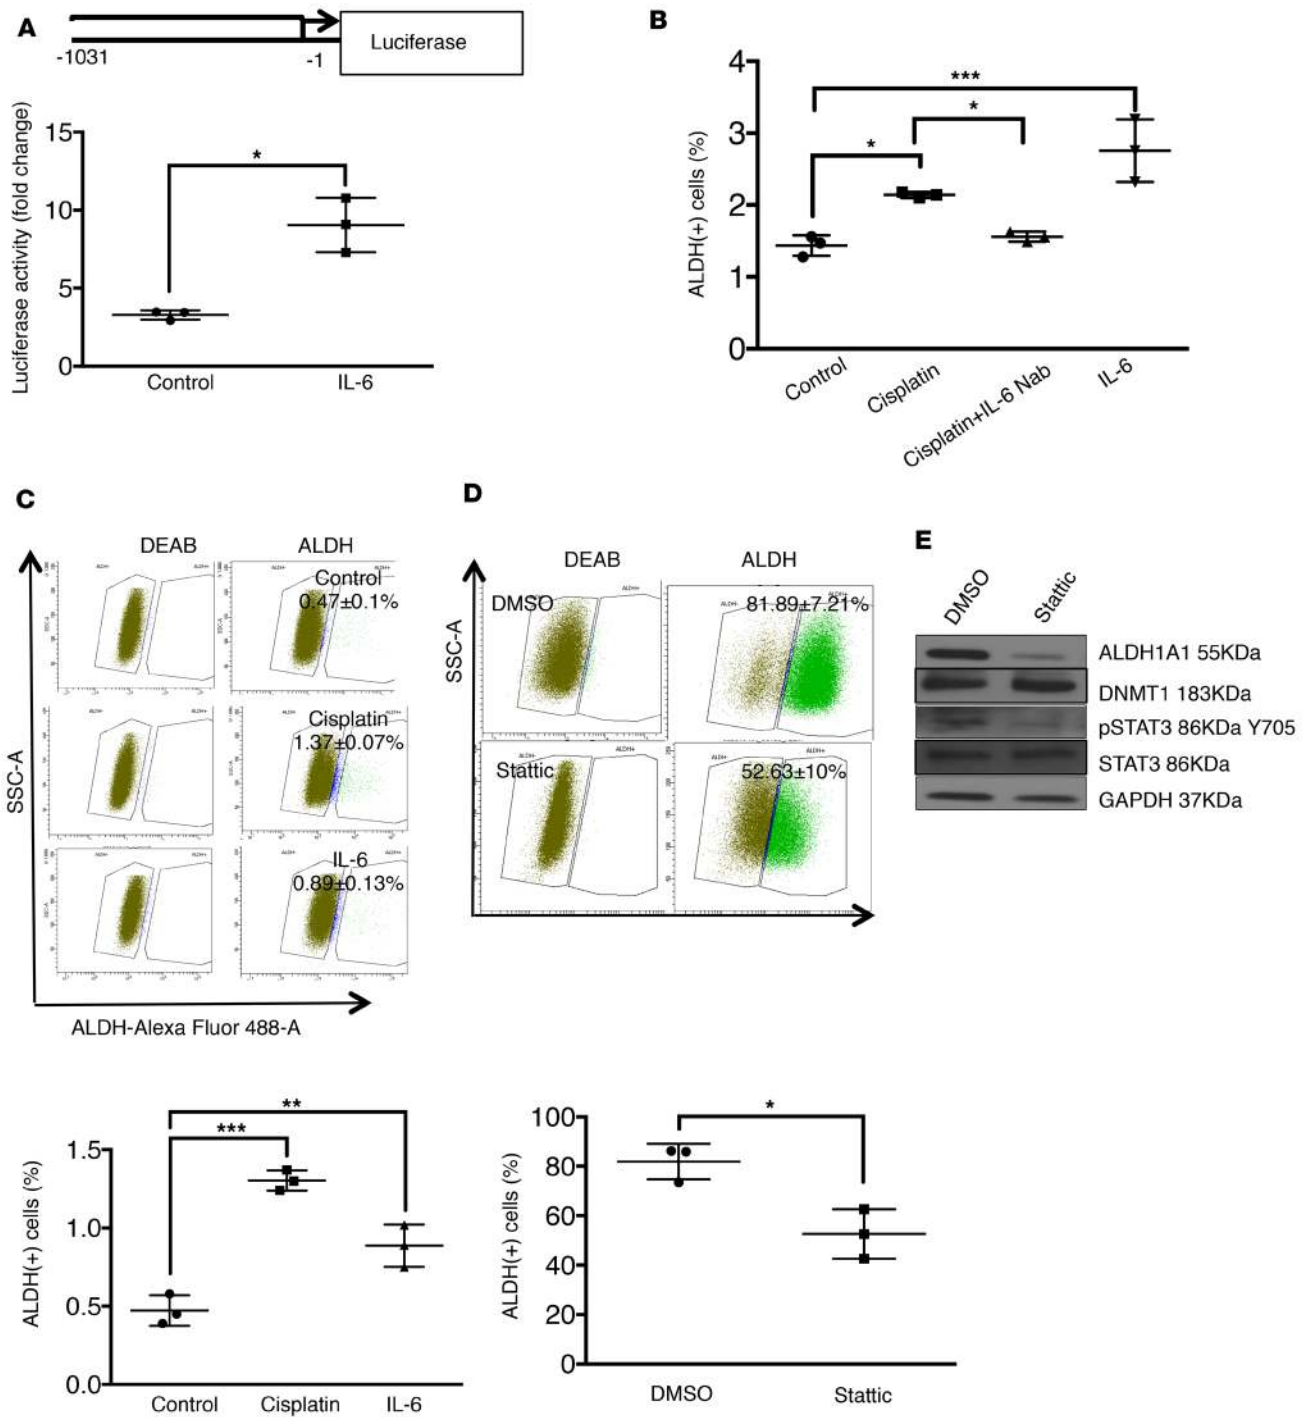 A
Luciferase
-1031
-1
Luciferase activity (fold change)
15
10
5
0
*
Control
IL-6
B
ALDH(+) cells (%)
4
3
2
1
0
***
*
*
Control
Cisplatin
Cisplatin+IL-6 Nab
IL-6
C
DEAB
ALDH
SSC-A
Control
0.47±0.1%
Cisplatin
1.37±0.07%
IL-6
0.89±0.13%
ALDH-Alexa Fluor 488-A
ALDH(+) cells (%)
1.5
1.0
0.5
0.0
**
***
Control
Cisplatin
IL-6
D
DEAB
ALDH
SSC-A
DMSO
81.89±7.21%
ALDH-
ALDH+
Stattic
52.63±10%
ALDH-
ALDH+
ALDH(+) cells (%)
100
80
60
40
20
0
*
DMSO
Stattic
E
DMSO
Stattic
ALDH1A1 55KDa
DNMT1 183KDa
pSTAT3 86KDa Y705
STAT3 86KDa
GAPDH 37KDa